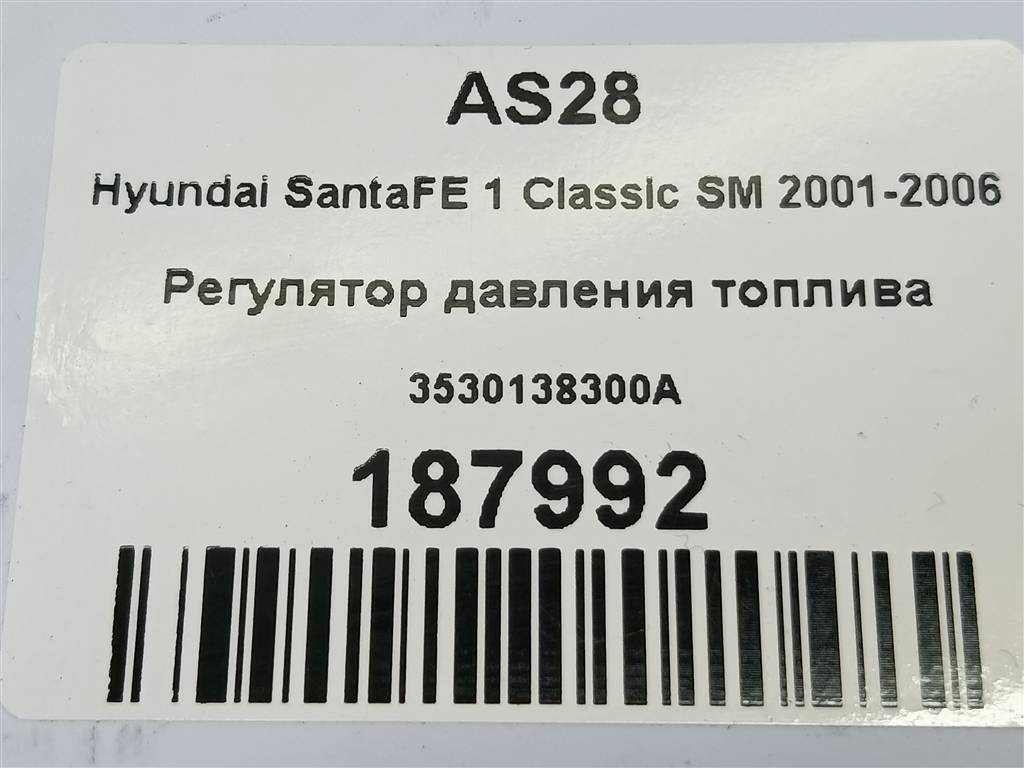 AS28
Hyundai SantaFE 1 Classic SM 2001-2006
Регулятор давления топлива
3530138300A
187992